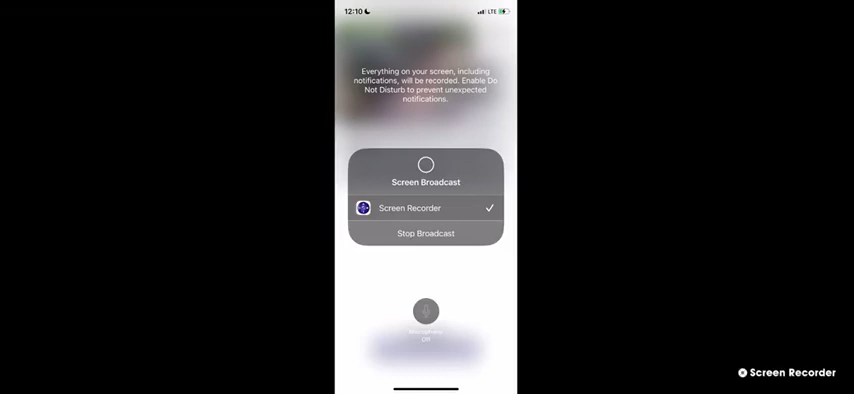 12:10
LTE
Everything on your screen, including
notifications, will be recorded. Enable Do
Not Disturb to prevent unexpected
notifications.
Screen Broadcast
Screen Recorder
Stop Broadcast
Microphone
Off
Screen Recorder